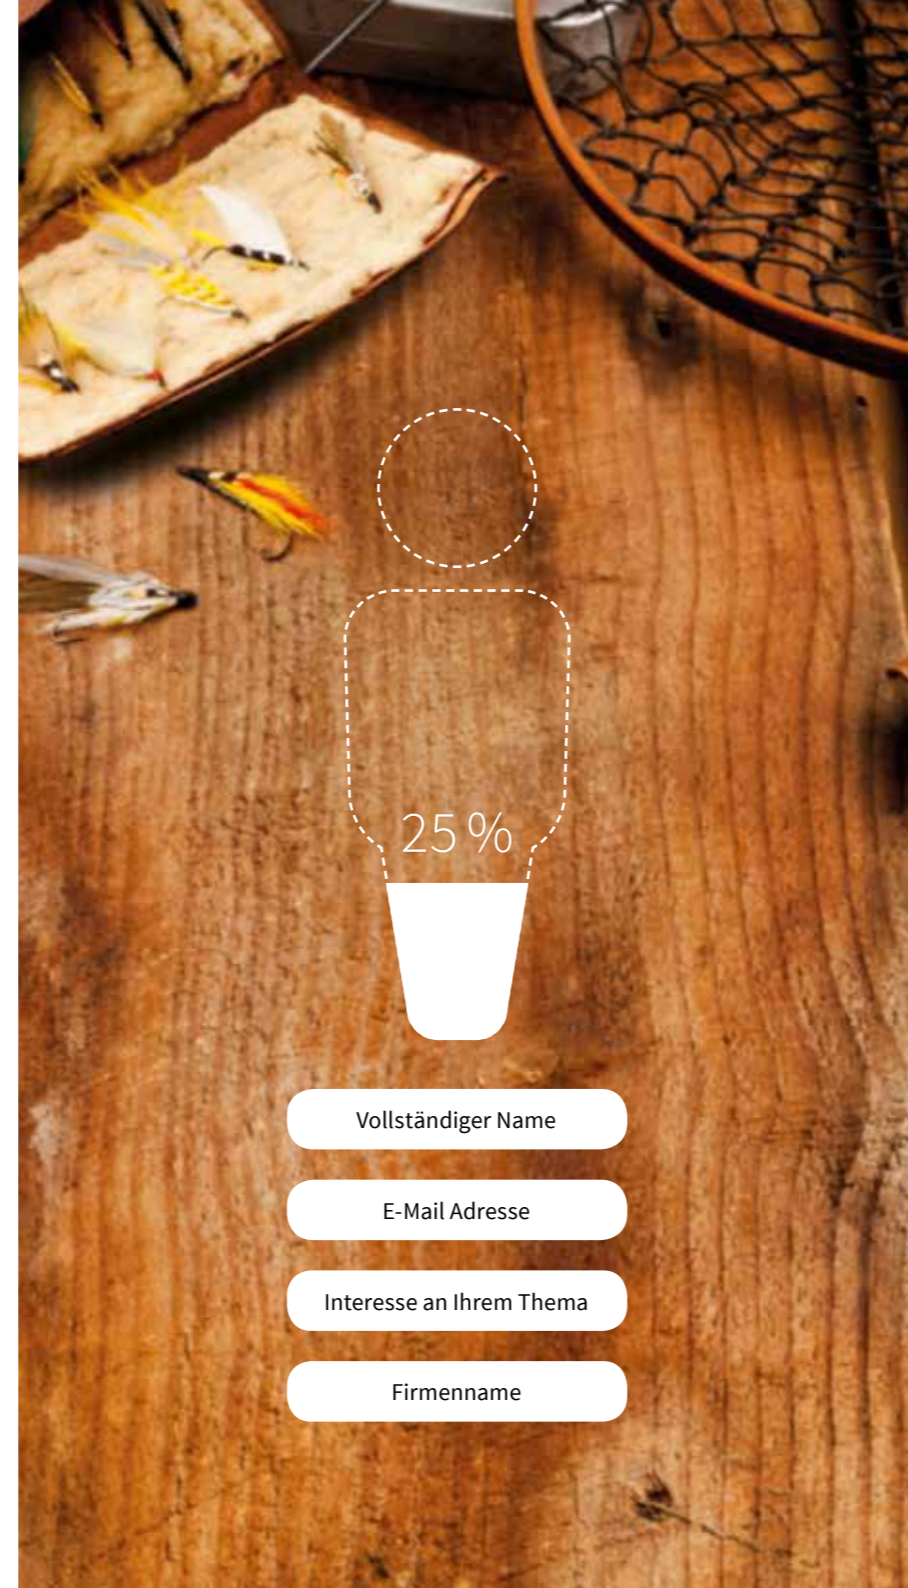 25 %
Vollständiger Name
E-Mail Adresse
Interesse an Ihrem Thema
Firmenname